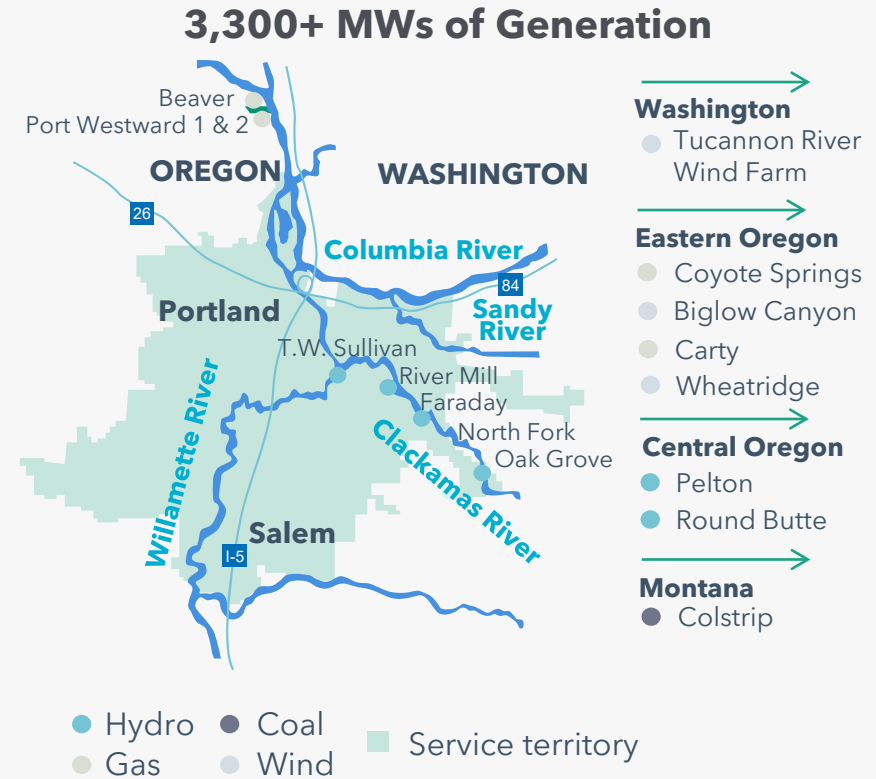 3,300+ MWs of Generation
Beaver
Port Westward 1 & 2
OREGON
WASHINGTON
26
Columbia River
84
Portland
Sandy
River
T.W. Sullivan
River Mill
Faraday
North Fork
Oak Grove
Willamette River
Clackamas River
Salem
I-5
Washington
Tucannon River
Wind Farm
Eastern Oregon
Coyote Springs
Biglow Canyon
Carty
Wheatridge
Central Oregon
Pelton
Round Butte
Montana
Colstrip
Hydro
Coal
Gas
Wind
Service territory